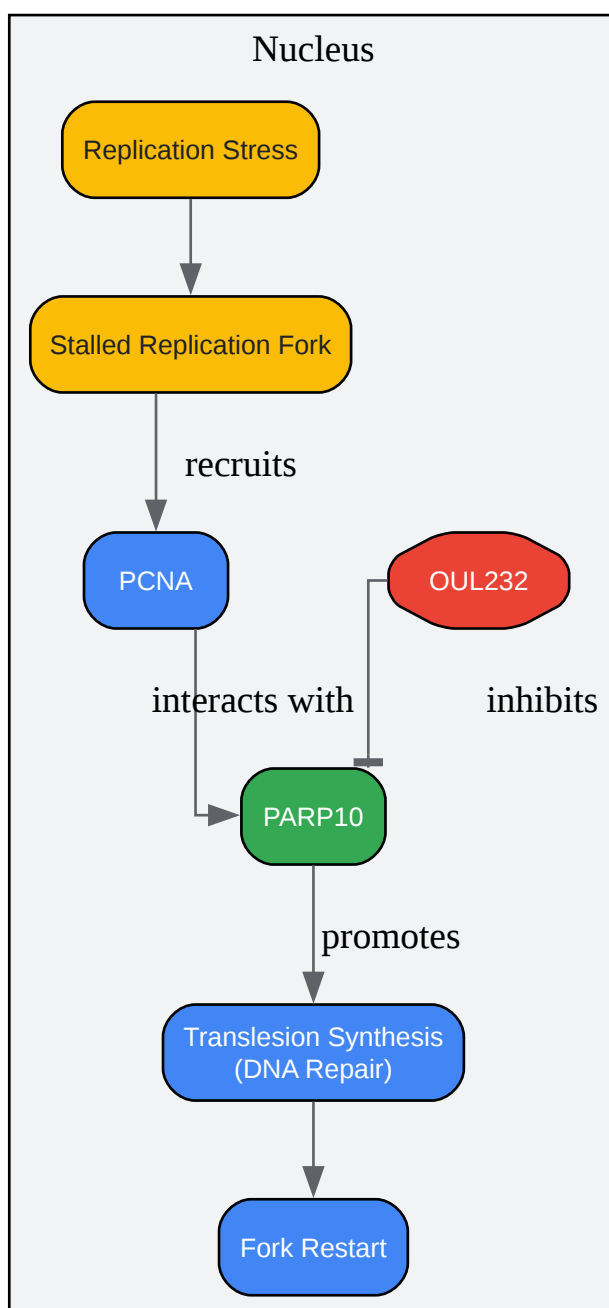 Nucleus
Replication Stress
Stalled Replication Fork
recruits
PCNA
OUL232
interacts with
inhibits
PARP10
promotes
Translesion Synthesis
(DNA Repair)
Fork Restart